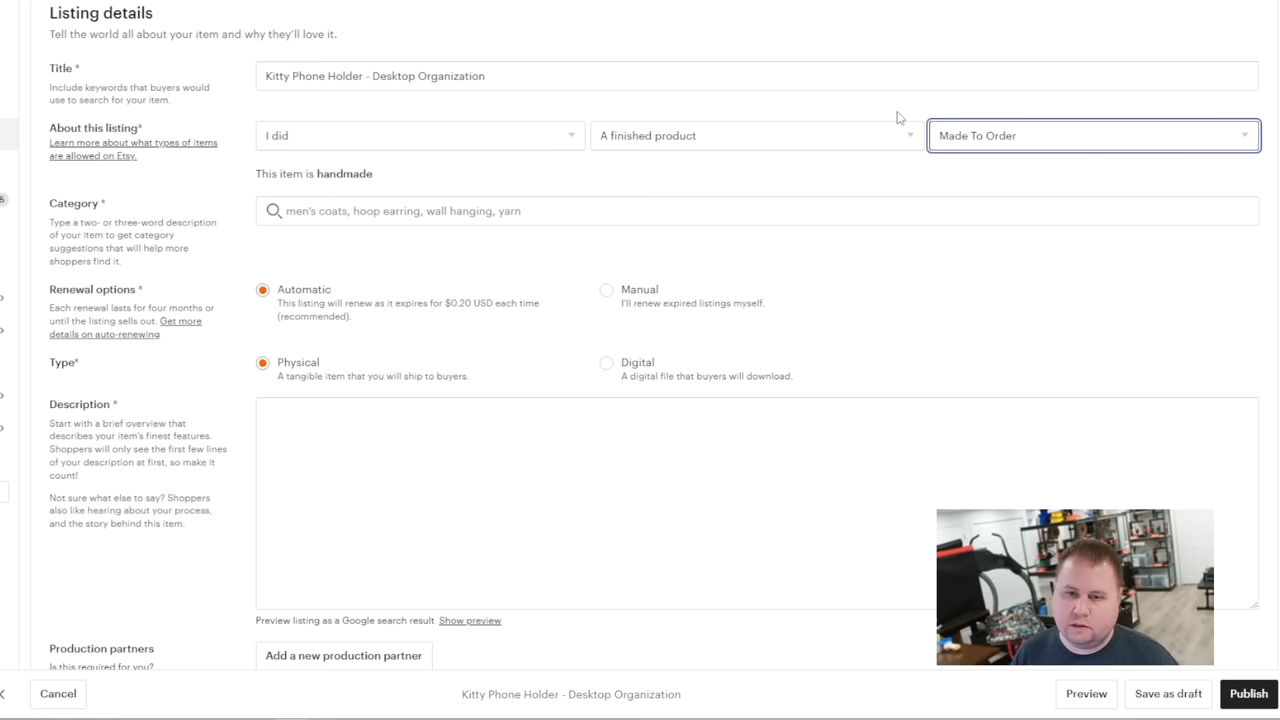 Listing details
Tell the world all about your item and why they'll love it.
Title *
Include keywords that buyers would
use to search for your item.
Kitty Phone Holder - Desktop Organization
About this listing*
Learn more about what types of items
are allowed on Etsy.
I did
A finished product
Made To Order
This item is handmade
Category *
Type a two- or three-word description
of your item to get category
suggestions that will help more
shoppers find it.
men's coats, hoop earring, wall hanging, yarn
Renewal options *
Each renewal lasts for four months or
until the listing sells out. Get more
details on auto-renewing
Automatic
This listing will renew as it expires for $0.20 USD each time
(recommended).
Manual
I'll renew expired listings myself.
Type*
Physical
A tangible item that you will ship to buyers.
Digital
A digital file that buyers will download.
Description *
Start with a brief overview that
describes your item's finest features.
Shoppers will only see the first few lines
of your description at first, so make it
count!
Not sure what else to say? Shoppers
also like hearing about your process,
and the story behind this item.
Preview listing as a Google search result Show preview
Production partners
Is this required for you?
Add a new production partner
Cancel
Kitty Phone Holder - Desktop Organization
Preview
Save as draft
Publish